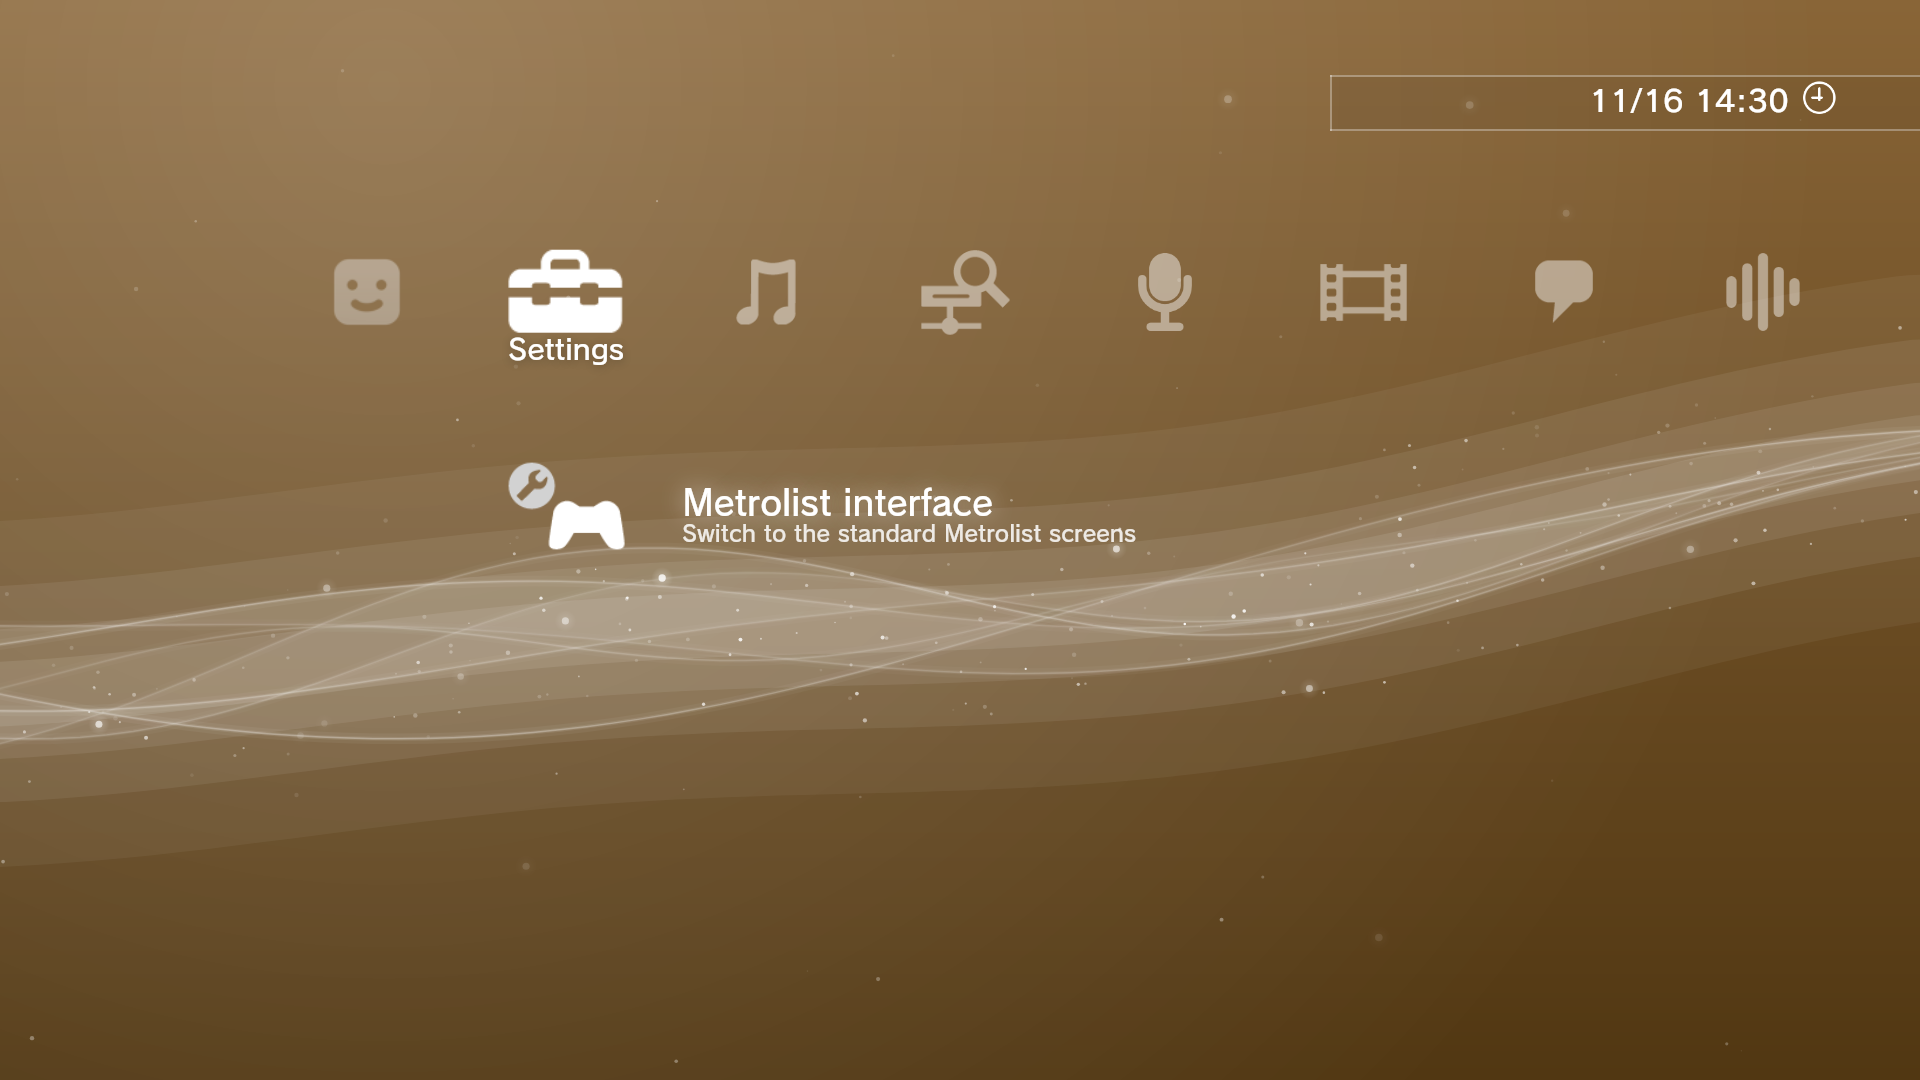 11/16 14:30
Settings
Metrolist interface
Switch to the standard Metrolist screens